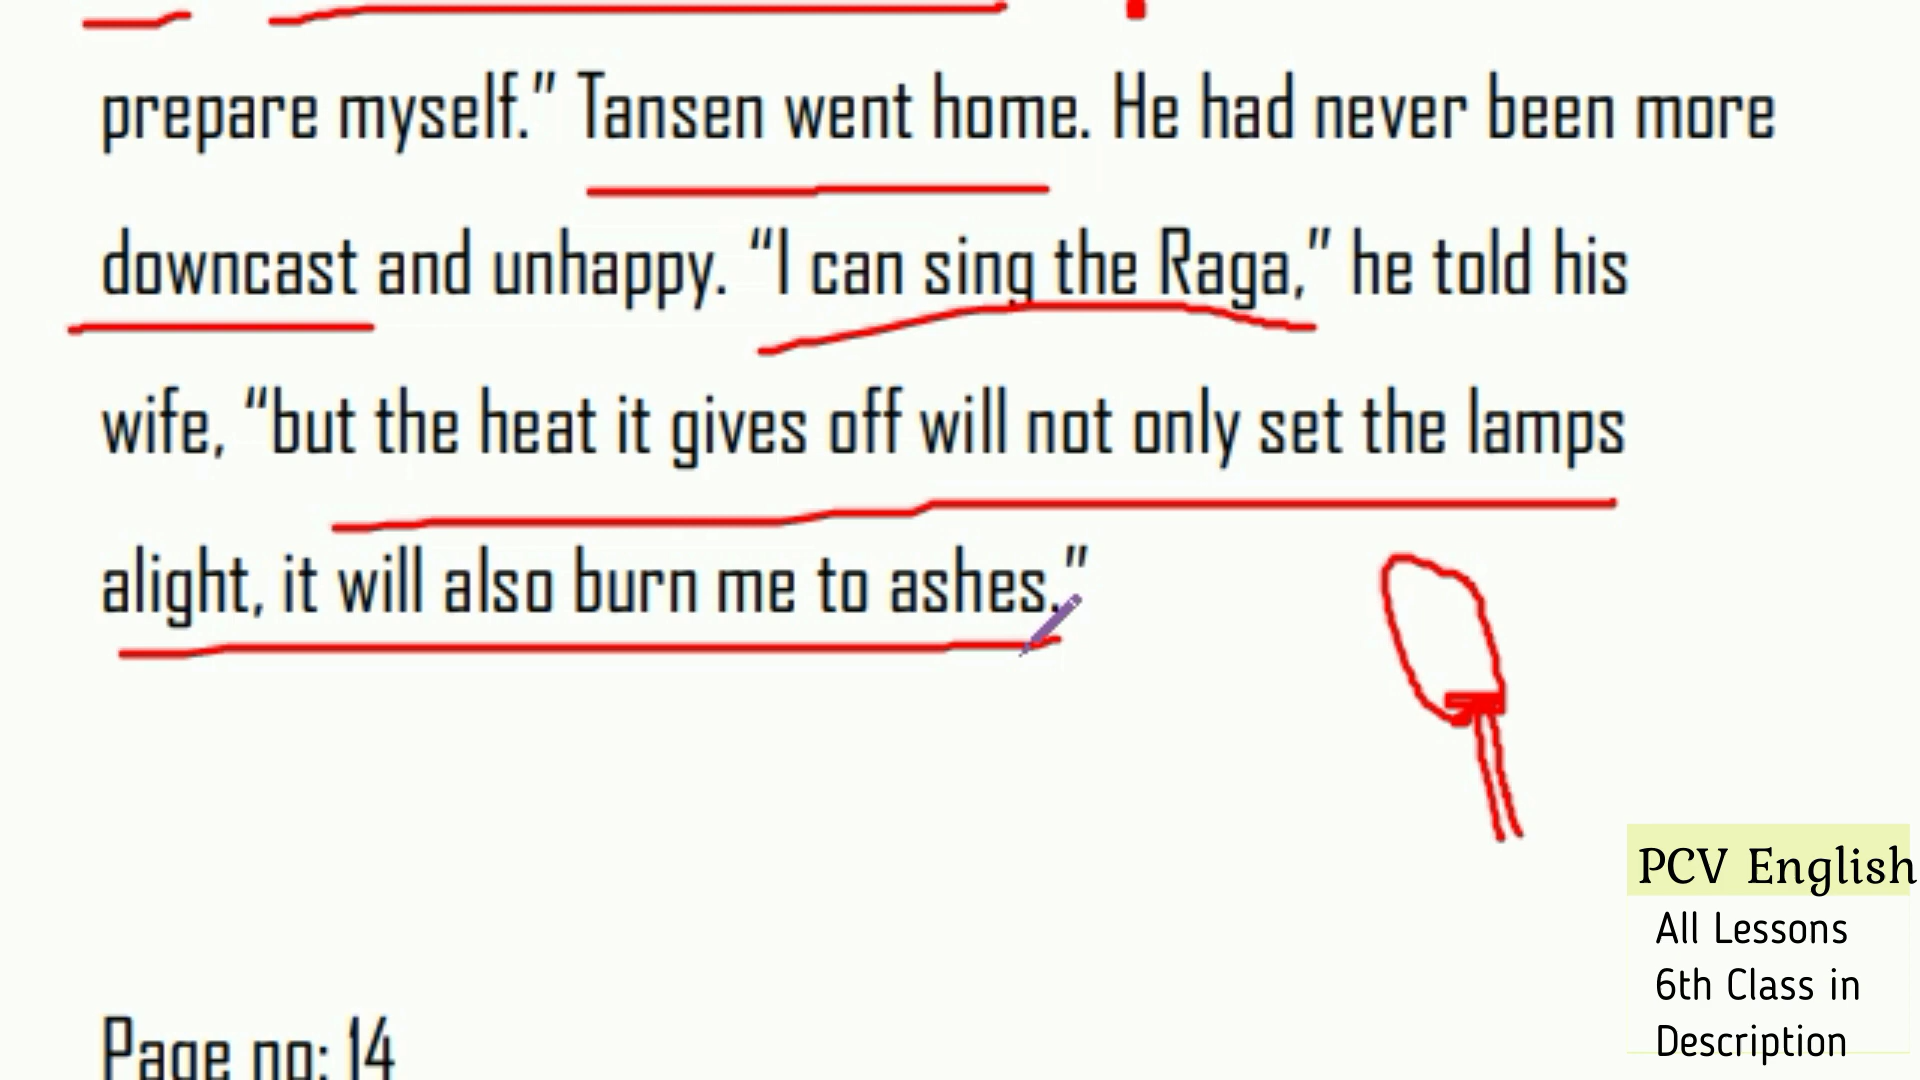 prepare myself.” Tansen went home. He had never been more
downcast and unhappy. “I can sing the Raga,” he told his
wife, “but the heat it gives off will not only set the lamps
alight, it will also burn me to ashes.”
PCV English
All Lessons
6th Class in
Description
Page no: 14